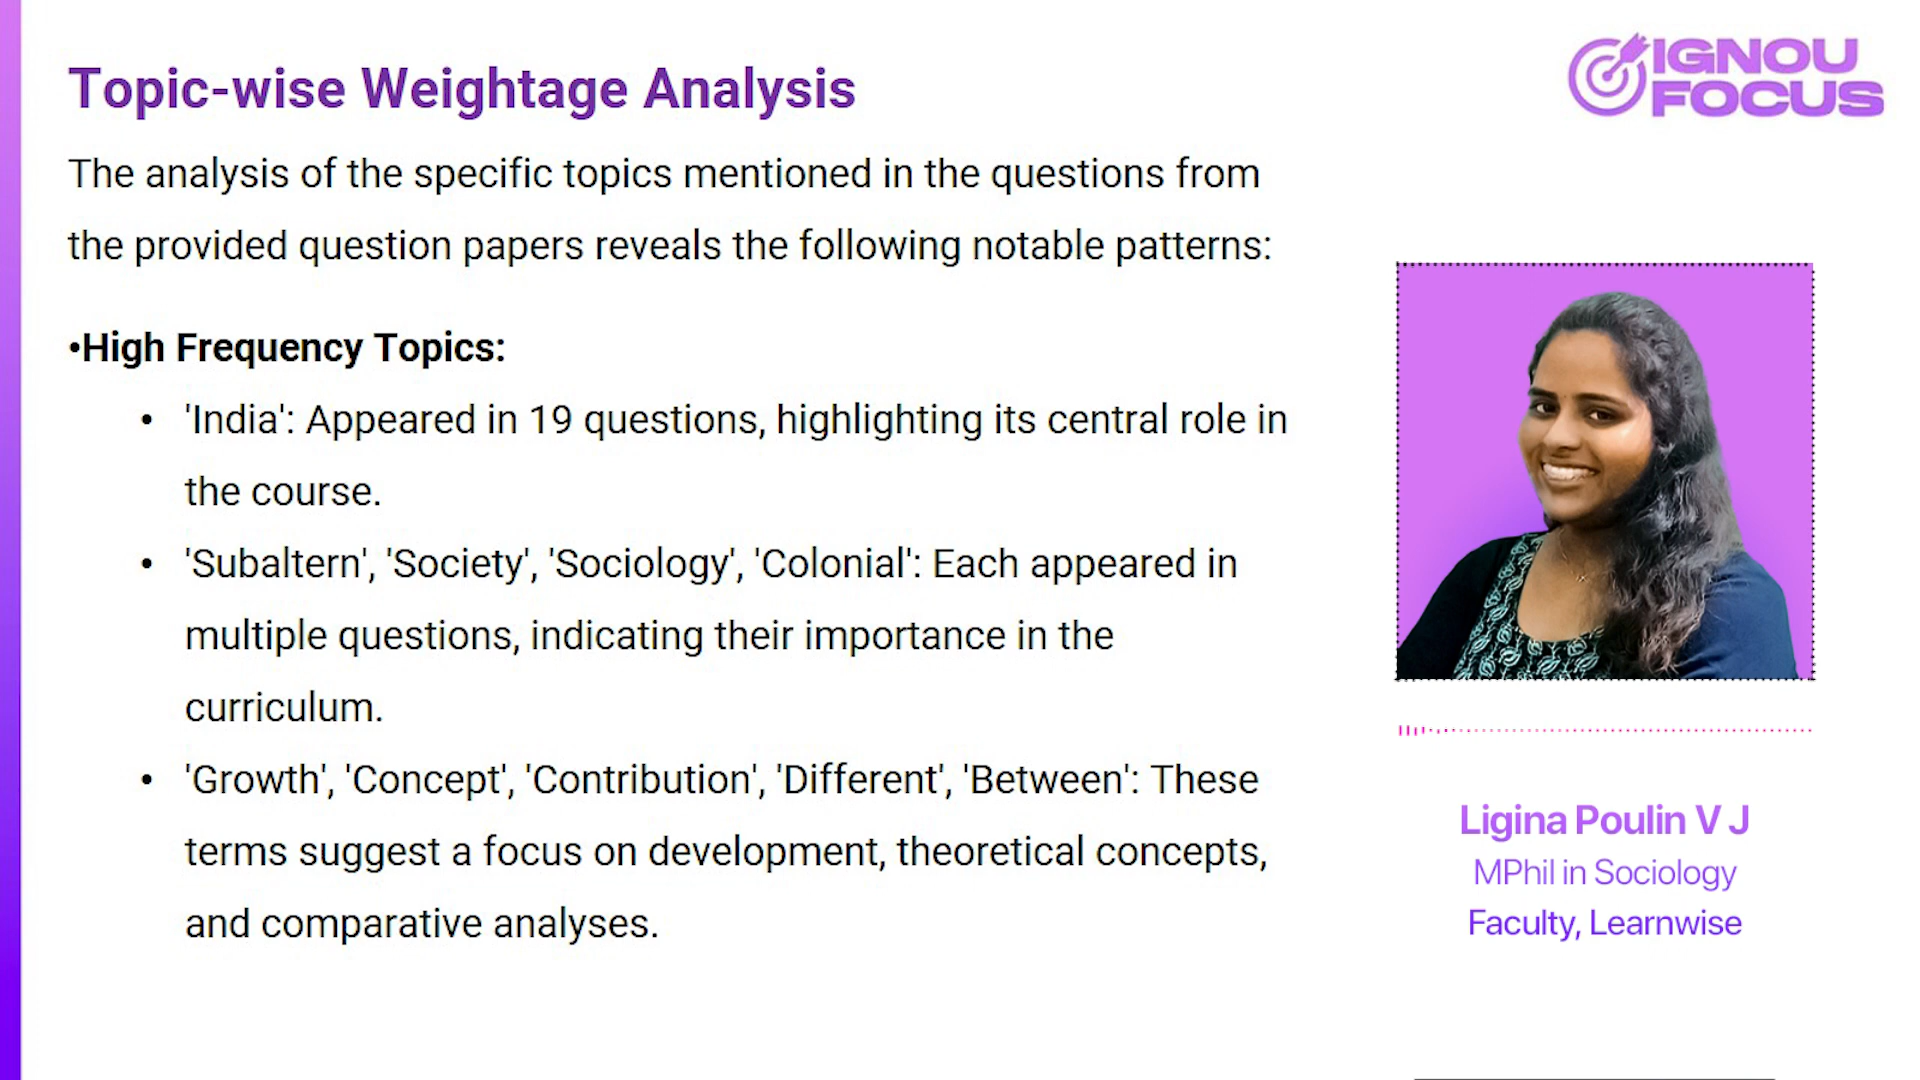 Topic-wise Weightage Analysis
IGNOU
FOCUS
The analysis of the specific topics mentioned in the questions from
the provided question papers reveals the following notable patterns:
•High Frequency Topics:
• 'India': Appeared in 19 questions, highlighting its central role in
the course.
• 'Subaltern', 'Society', 'Sociology', 'Colonial': Each appeared in
multiple questions, indicating their importance in the
curriculum.
• 'Growth', 'Concept', 'Contribution', 'Different', 'Between': These
terms suggest a focus on development, theoretical concepts,
and comparative analyses.
Ligina Poulin V J
MPhil in Sociology
Faculty, Learnwise